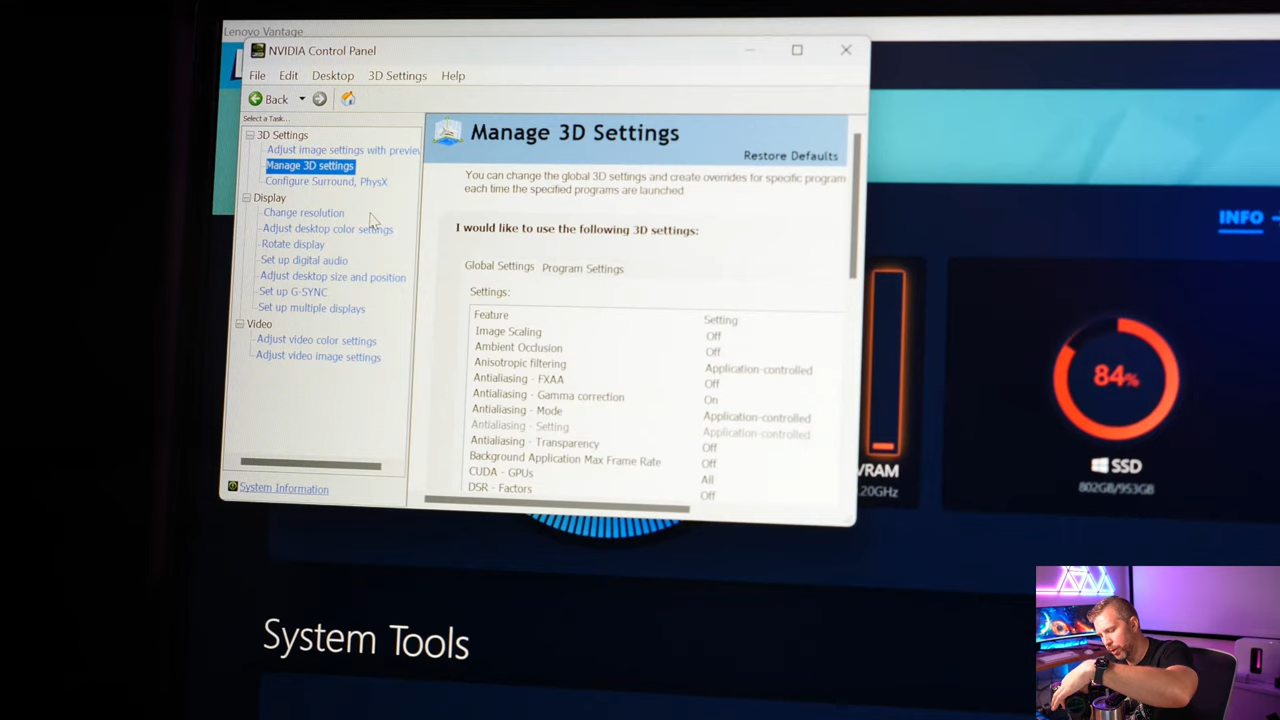 Lenovo Vantage
NVIDIA Control Panel
File Edit Desktop 3D Settings Help
Back
Select a Task...
3D Settings
Adjust image settings with preview
Manage 3D settings
Configure Surround, PhysX
Display
Change resolution
Adjust desktop color settings
Rotate display
Set up digital audio
Adjust desktop size and position
Set up G-SYNC
Set up multiple displays
Video
Adjust video color settings
Adjust video image settings
System Information
Manage 3D Settings
Restore Defaults
You can change the global 3D settings and create overrides for specific program
each time the specified programs are launched
I would like to use the following 3D settings:
Global Settings Program Settings
Settings:
Feature Setting
Image Scaling Off
Ambient Occlusion Off
Anisotropic filtering Application-controlled
Antialiasing - FXAA Off
Antialiasing - Gamma correction On
Antialiasing - Mode Application-controlled
Antialiasing - Setting Application-controlled
Antialiasing - Transparency Off
Background Application Max Frame Rate Off
CUDA - GPUs All
DSR - Factors Off
INFO
84%
VRAM
.20GHz
SSD
802GB/953GB
System Tools